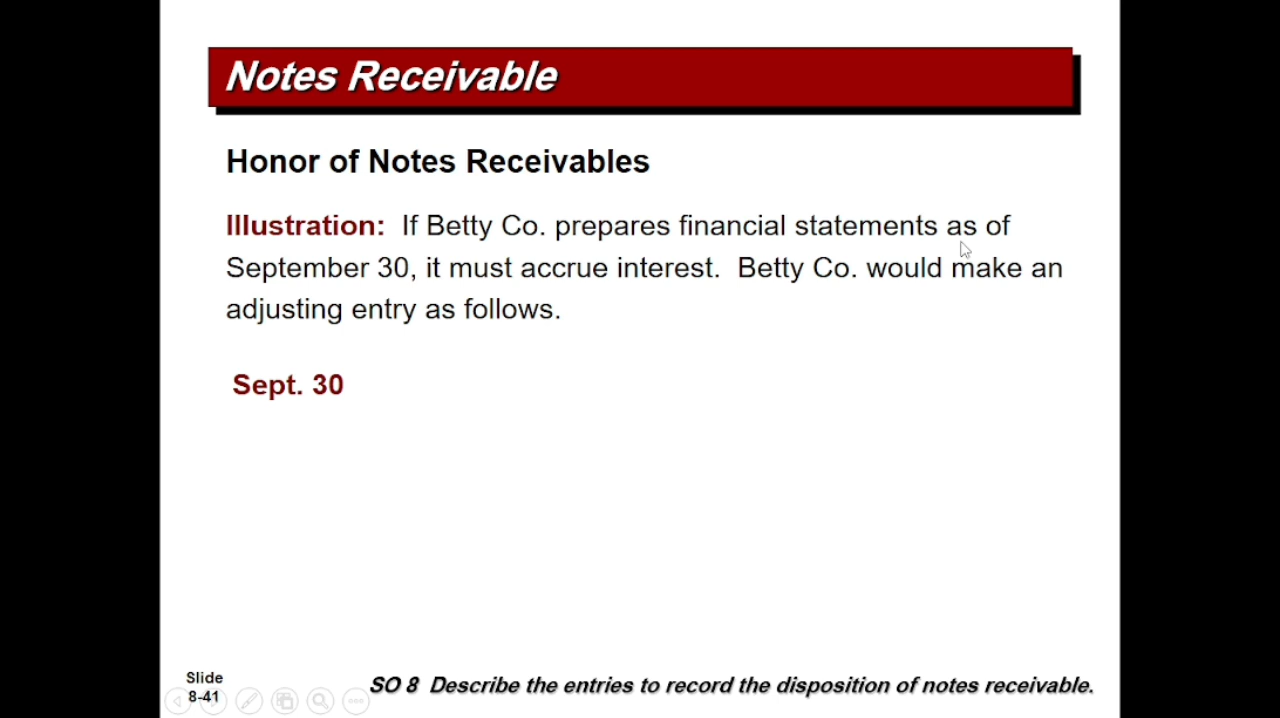 Notes Receivable
Honor of Notes Receivables
Illustration: If Betty Co. prepares financial statements as of
September 30, it must accrue interest. Betty Co. would make an
adjusting entry as follows.
Sept. 30
Slide
8-41
SO 8 Describe the entries to record the disposition of notes receivable.